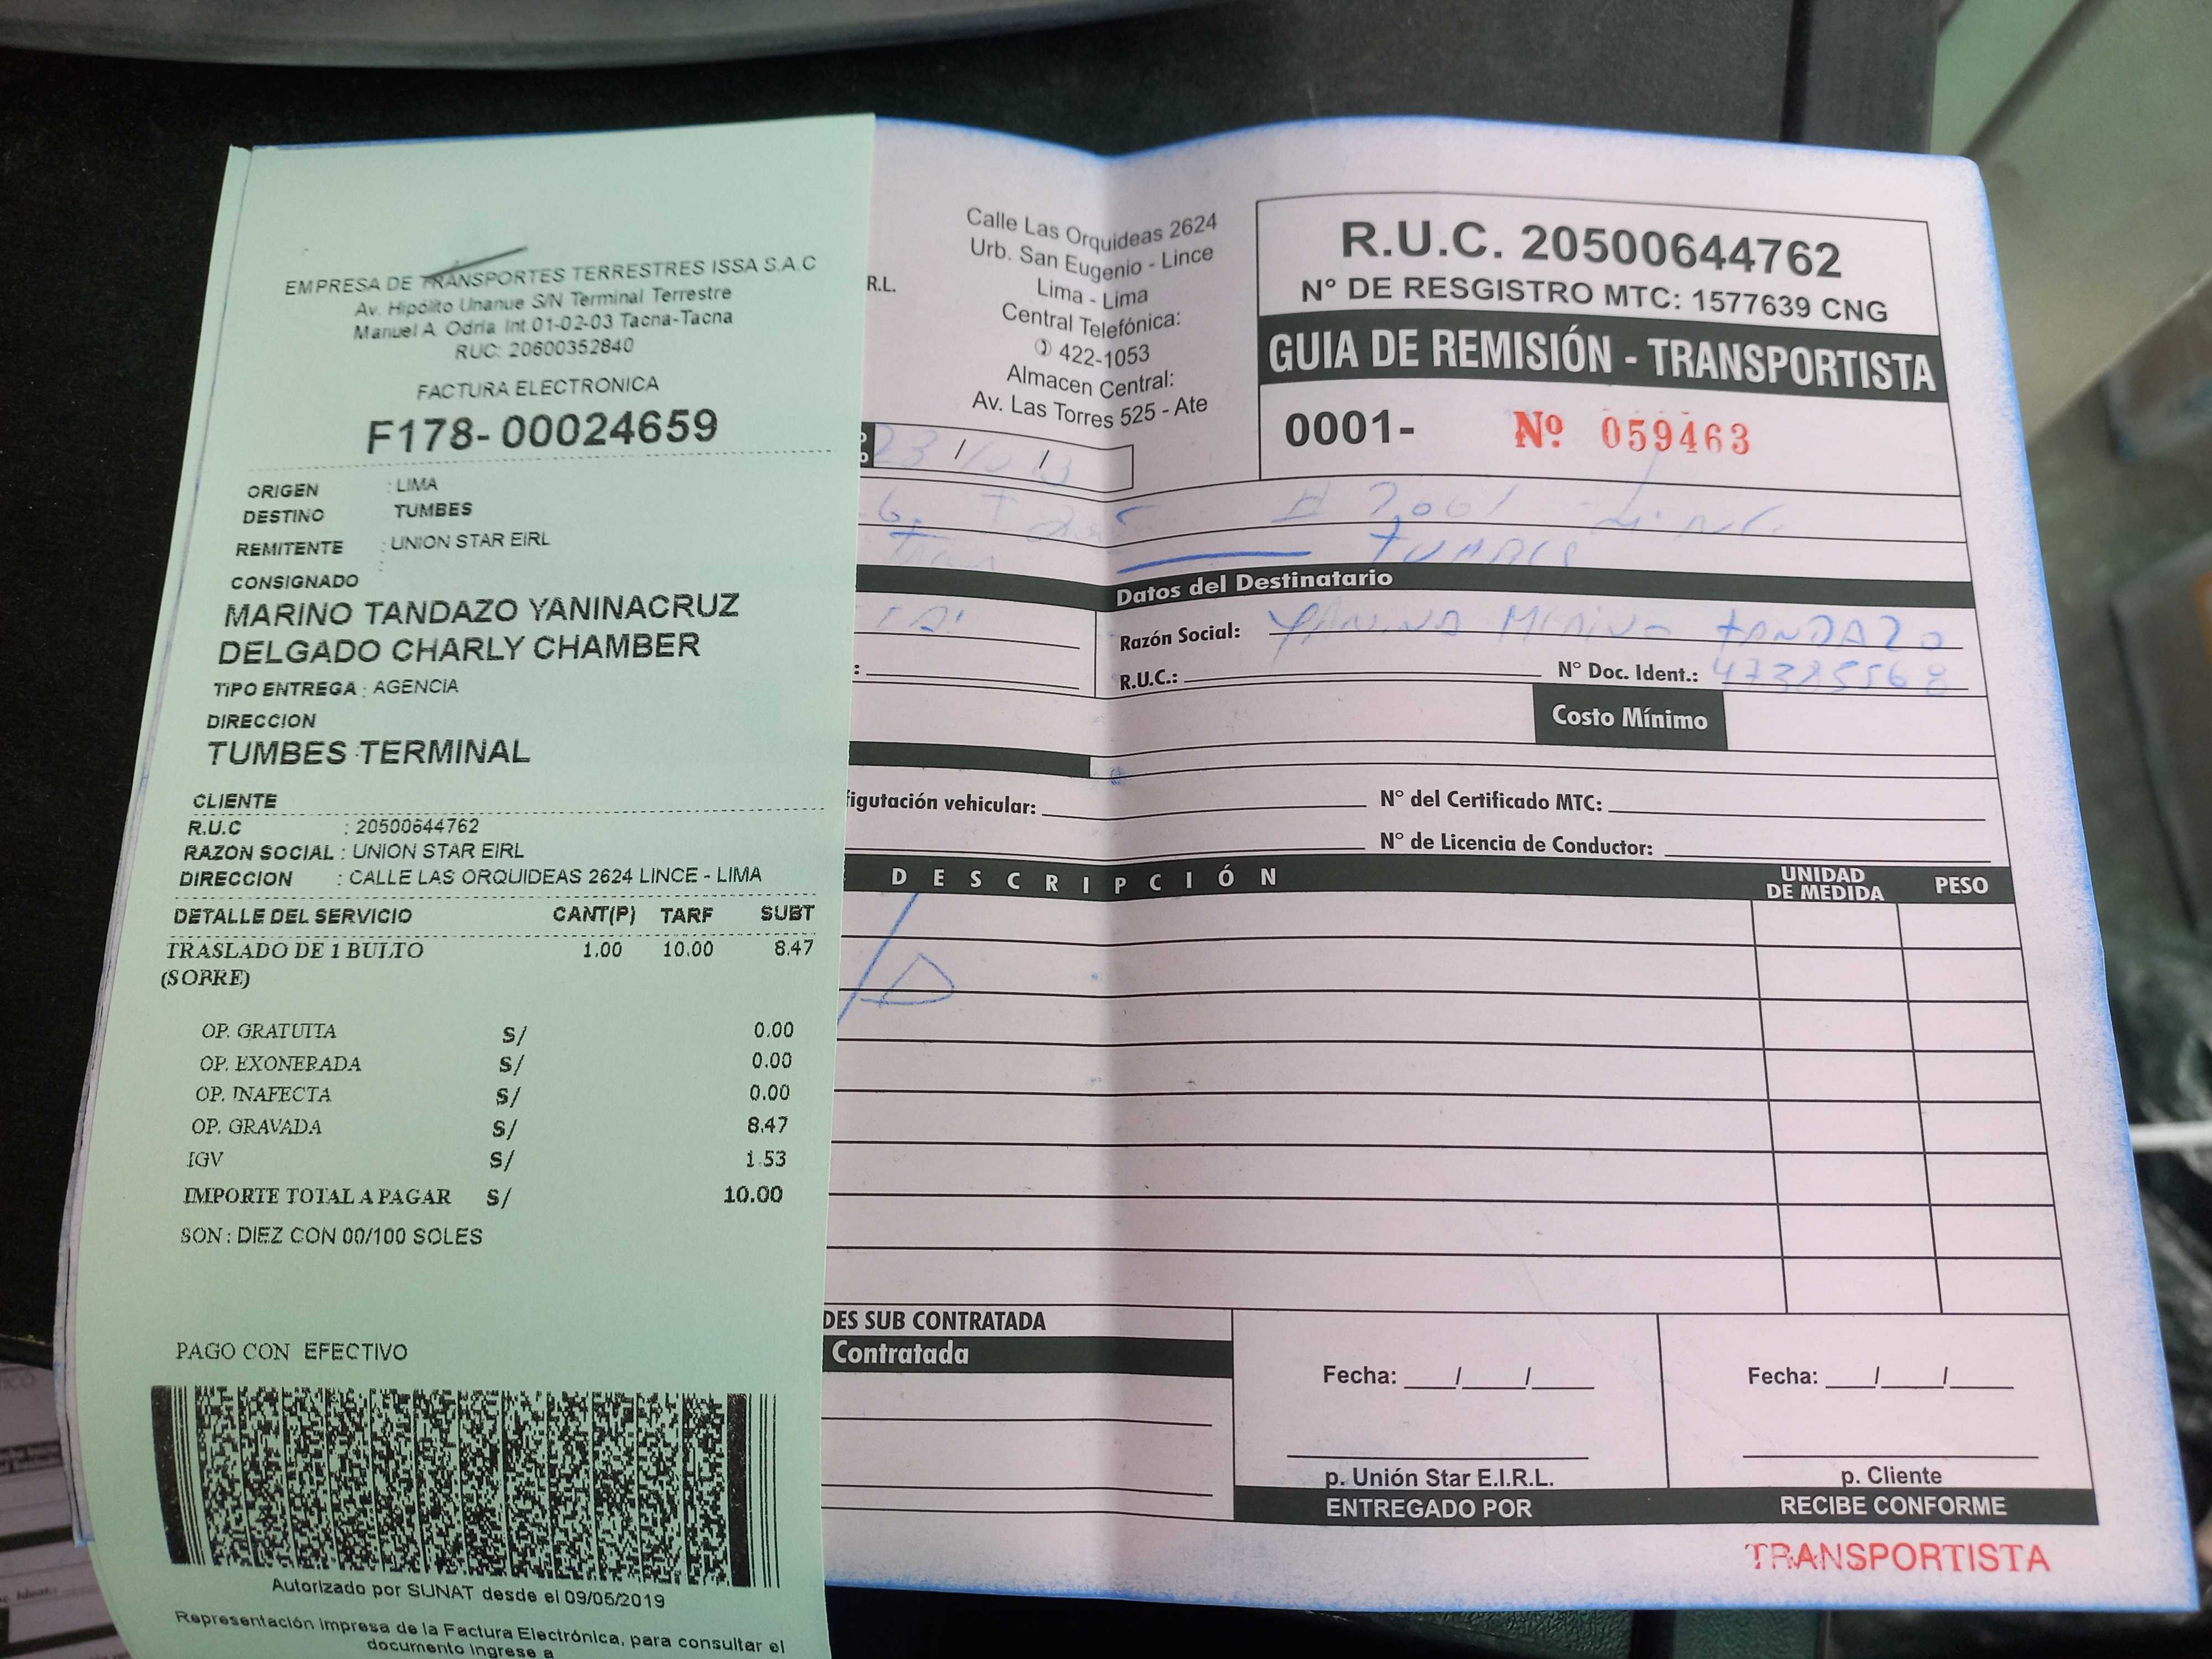 EMPRESA DE TRANSPORTES TERRESTRES ISSA S.A.C
Av. Hipólito Unanue S/N Terminal Terrestre
Manuel A. Odria Int.01-02-03 Tacna-Tacna
RUC: 20600352840
FACTURA ELECTRONICA
F178- 00024659
ORIGEN : LIMA
DESTINO TUMBES
REMITENTE : UNION STAR EIRL
CONSIGNADO :
MARINO TANDAZO YANINACRUZ
DELGADO CHARLY CHAMBER
TIPO ENTREGA : AGENCIA
DIRECCION
TUMBES TERMINAL
CLIENTE
R.U.C : 20500644762
RAZON SOCIAL : UNION STAR EIRL
DIRECCION : CALLE LAS ORQUIDEAS 2624 LINCE - LIMA
DETALLE DEL SERVICIO CANT(P) TARF SUBT
TRASLADO DE 1 BULTO 1.00 10.00 8.47
(SOBRE)
OP. GRATUITA S/ 0.00
OP. EXONERADA S/ 0.00
OP. INAFECTA S/ 0.00
OP. GRAVADA S/ 8.47
IGV S/ 1.53
IMPORTE TOTAL A PAGAR S/ 10.00
SON : DIEZ CON 00/100 SOLES
PAGO CON EFECTIVO
Autorizado por SUNAT desde el 09/05/2019
Representación impresa de la Factura Electrónica, para consultar el
documento ingrese a
R.L.
Calle Las Orquideas 2624
Urb. San Eugenio - Lince
Lima - Lima
Central Telefónica:
422-1053
Almacen Central:
Av. Las Torres 525 - Ate
R.U.C. 20500644762
N° DE RESGISTRO MTC: 1577639 CNG
GUIA DE REMISIÓN - TRANSPORTISTA
0001- Nº 059463
TUMBES
Datos del Destinatario
Razón Social: YANINA MARINO TANDAZO
R.U.C.: N° Doc. Ident.:
Costo Mínimo
figutación vehicular: N° del Certificado MTC:
N° de Licencia de Conductor:
DESCRIPCIÓN UNIDAD DE MEDIDA PESO
DES SUB CONTRATADA
Contratada
Fecha: / / Fecha: / /
p. Unión Star E.I.R.L. p. Cliente
ENTREGADO POR RECIBE CONFORME
TRANSPORTISTA